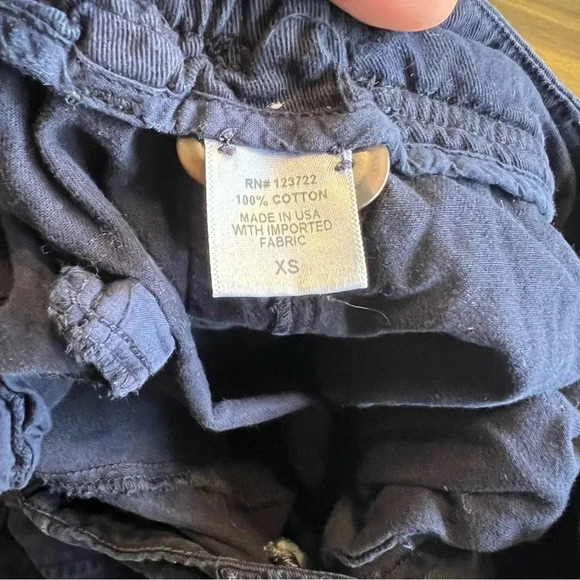 RN# 123722
100% COTTON
MADE IN USA
WITH IMPORTED
FABRIC
XS